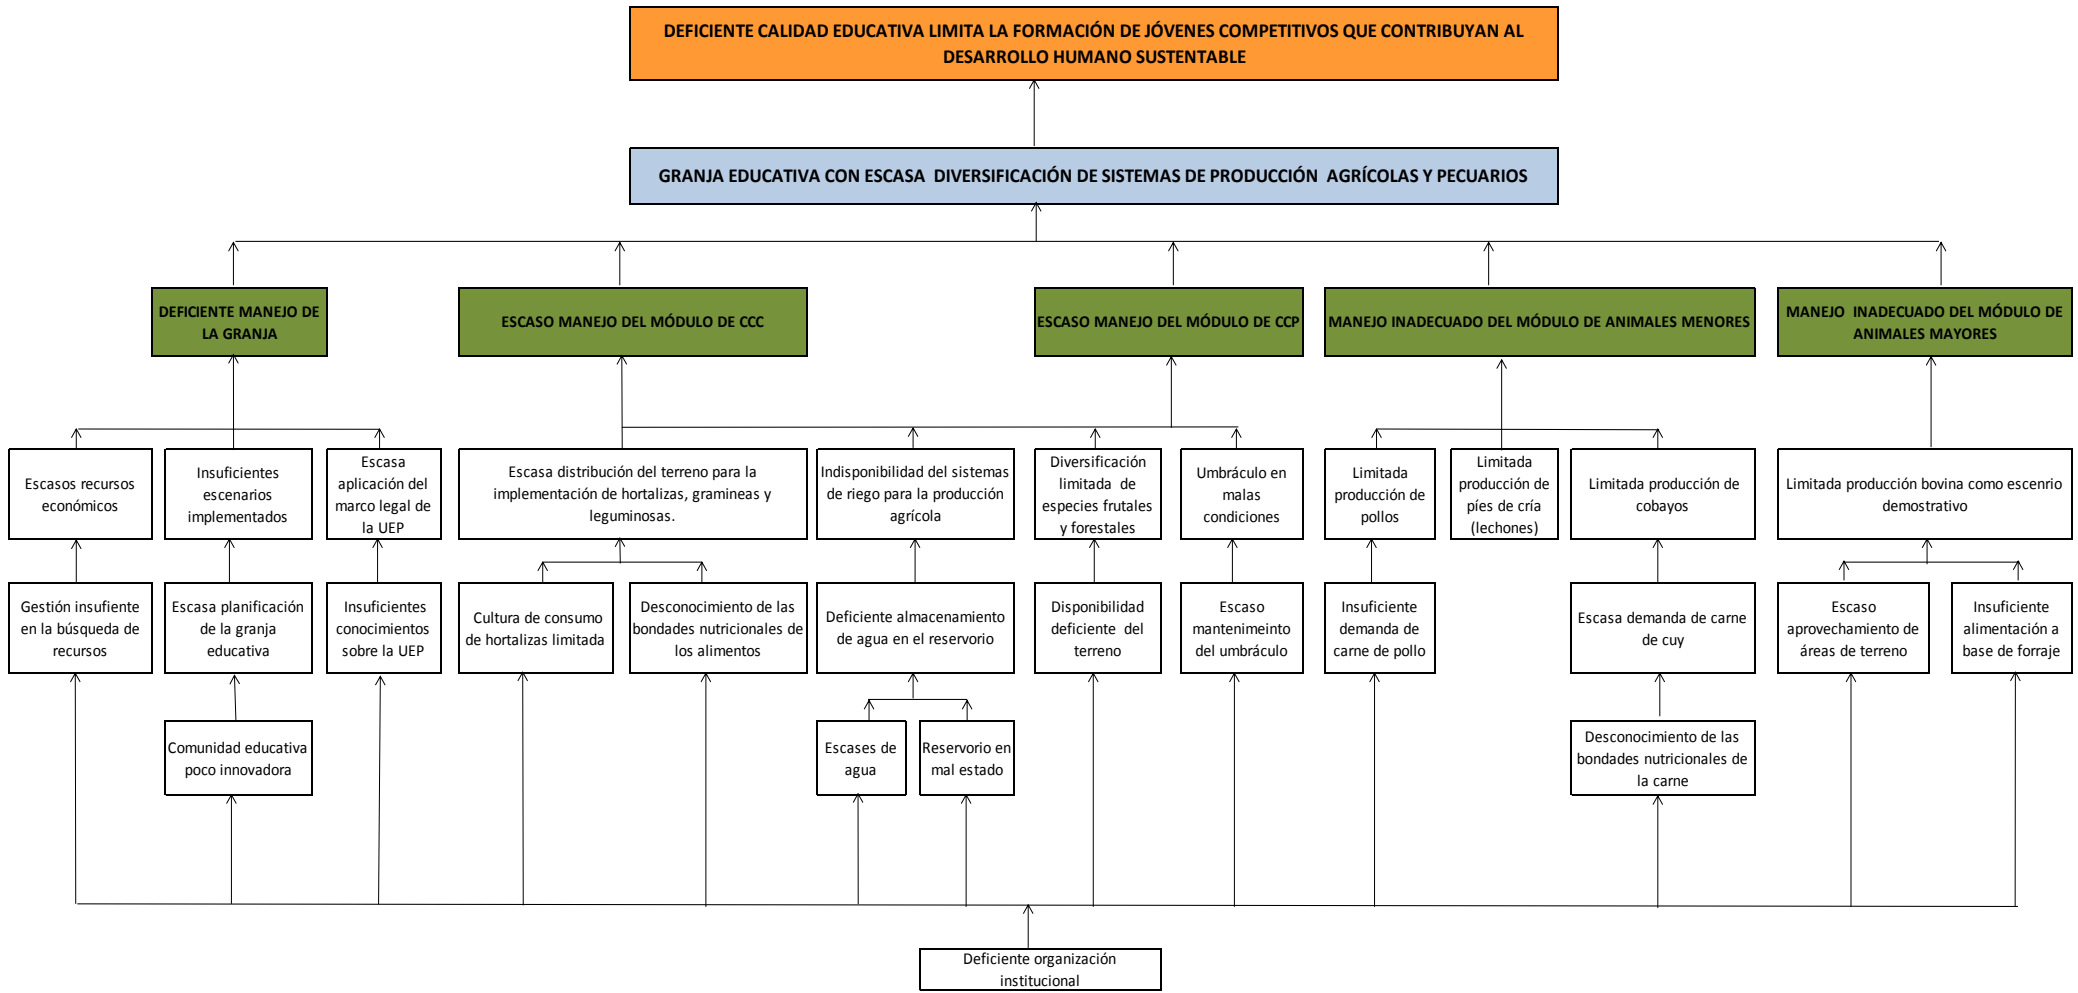 DEFICIENTE CALIDAD EDUCATIVA LIMITA LA FORMACIÓN DE JÓVENES COMPETITIVOS QUE CONTRIBUYAN AL
DESARROLLO HUMANO SUSTENTABLE
GRANJA EDUCATIVA CON ESCASA DIVERSIFICACIÓN DE SISTEMAS DE PRODUCCIÓN AGRÍCOLAS Y PECUARIOS
DEFICIENTE MANEJO DE
LA GRANJA
ESCASO MANEJO DEL MÓDULO DE CCC
ESCASO MANEJO DEL MÓDULO DE CCP
MANEJO INADECUADO DEL MÓDULO DE ANIMALES MENORES
MANEJO INADECUADO DEL MÓDULO DE
ANIMALES MAYORES
Escasos recursos
económicos
Insuficientes
escenarios
implementados
Escasa
aplicación del
marco legal de
la UEP
Escasa distribución del terreno para la
implementación de hortalizas, gramineas y
leguminosas.
Indisponibilidad del sistemas
de riego para la producción
agrícola
Diversificación
limitada de
especies frutales
y forestales
Umbráculo en
malas
condiciones
Limitada
producción de
pollos
Limitada
producción de
píes de cría
(lechones)
Limitada producción de
cobayos
Limitada producción bovina como escenrio
demostrativo
Gestión insufiente
en la búsqueda de
recursos
Escasa planificación
de la granja
educativa
Insuficientes
conocimientos
sobre la UEP
Cultura de consumo
de hortalizas limitada
Desconocimiento de las
bondades nutricionales de
los alimentos
Deficiente almacenamiento
de agua en el reservorio
Disponibilidad
deficiente del
terreno
Escaso
mantenimeinto
del umbráculo
Insuficiente
demanda de
carne de pollo
Escasa demanda de carne
de cuy
Escaso
aprovechamiento de
áreas de terreno
Insuficiente
alimentación a
base de forraje
Comunidad educativa
poco innovadora
Escases de
agua
Reservorio en
mal estado
Desconocimiento de las
bondades nutricionales de
la carne
Deficiente organización
institucional